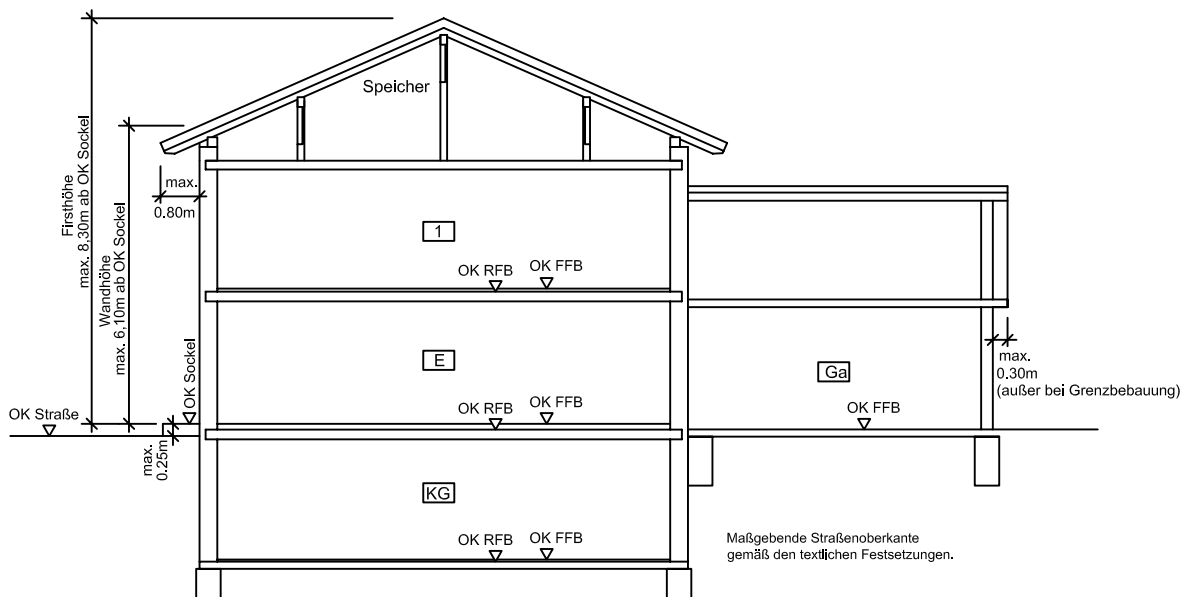 Speicher
Firsthöhe
max. 8,30m ab OK Sockel
Wandhöhe
max. 6,10m ab OK Sockel
max.
0.80m
1
OK RFB
OK FFB
E
OK Sockel
Ga
max.
0.30m
(außer bei Grenzbebauung)
OK Straße
OK RFB
OK FFB
OK FFB
max.
0.25m
KG
OK RFB
OK FFB
Maßgebende Straßenoberkante
gemäß den textlichen Festsetzungen.